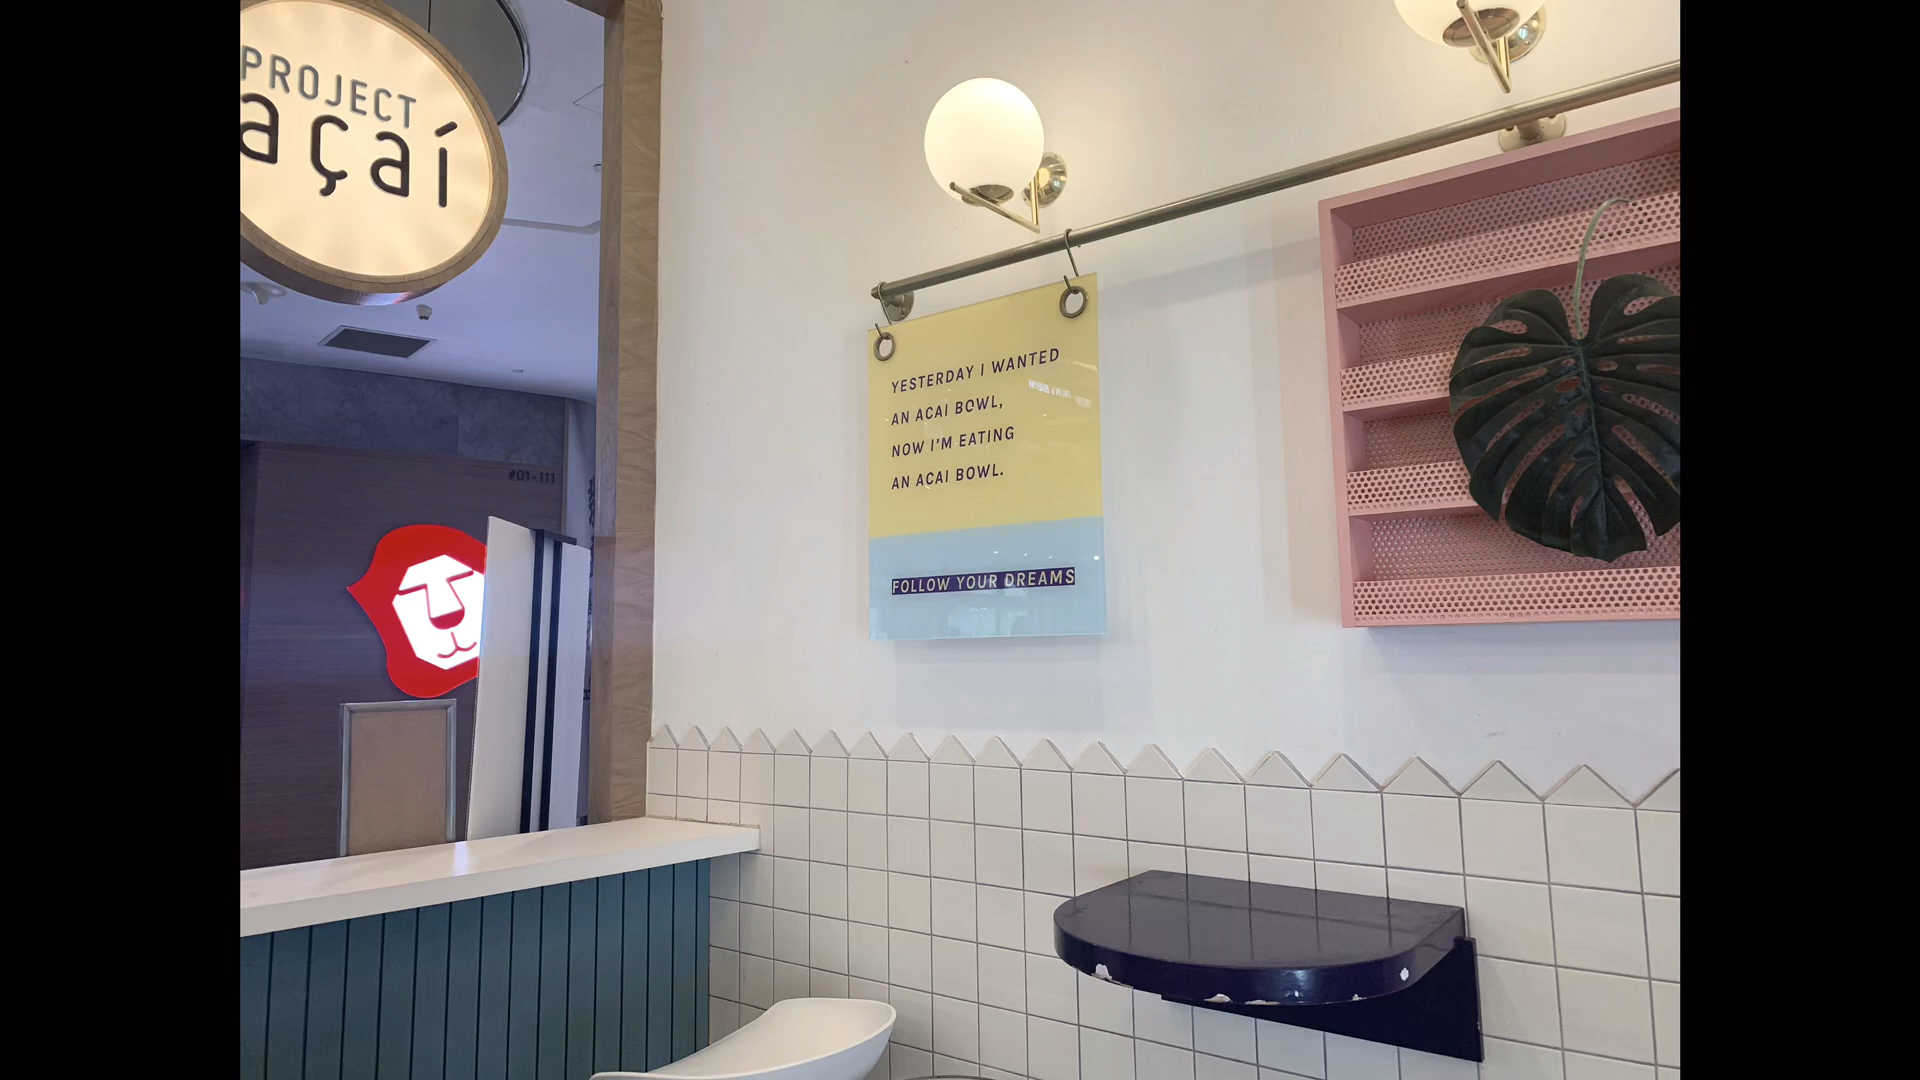 PROJECT
açaí
#01-111
YESTERDAY I WANTED
AN ACAI BOWL,
NOW I'M EATING
AN ACAI BOWL.
FOLLOW YOUR DREAMS